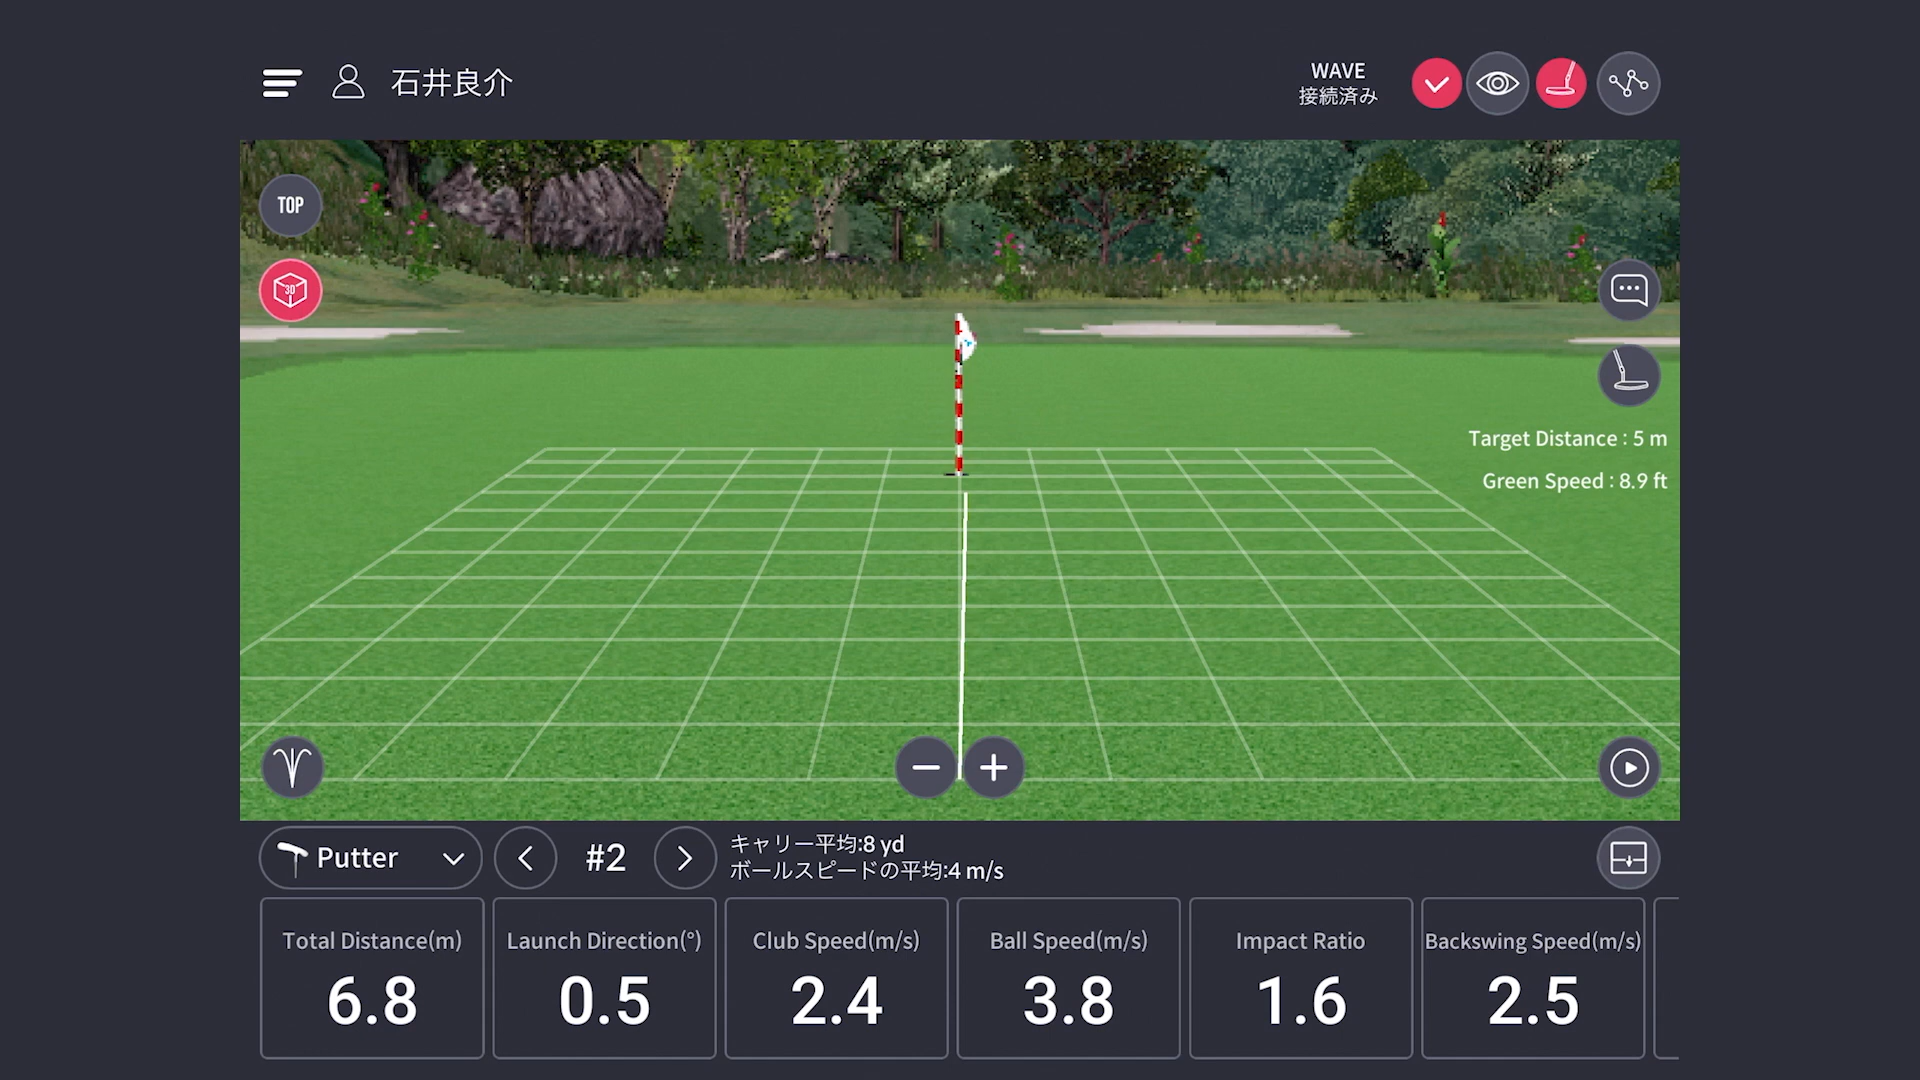 石井良介
WAVE
接続済み
TOP
3D
Target Distance : 5 m
Green Speed : 8.9 ft
Putter
#2
キャリー平均:8 yd
ボールスピードの平均:4 m/s
Total Distance(m)
6.8
Launch Direction(°)
0.5
Club Speed(m/s)
2.4
Ball Speed(m/s)
3.8
Impact Ratio
1.6
Backswing Speed(m/s)
2.5